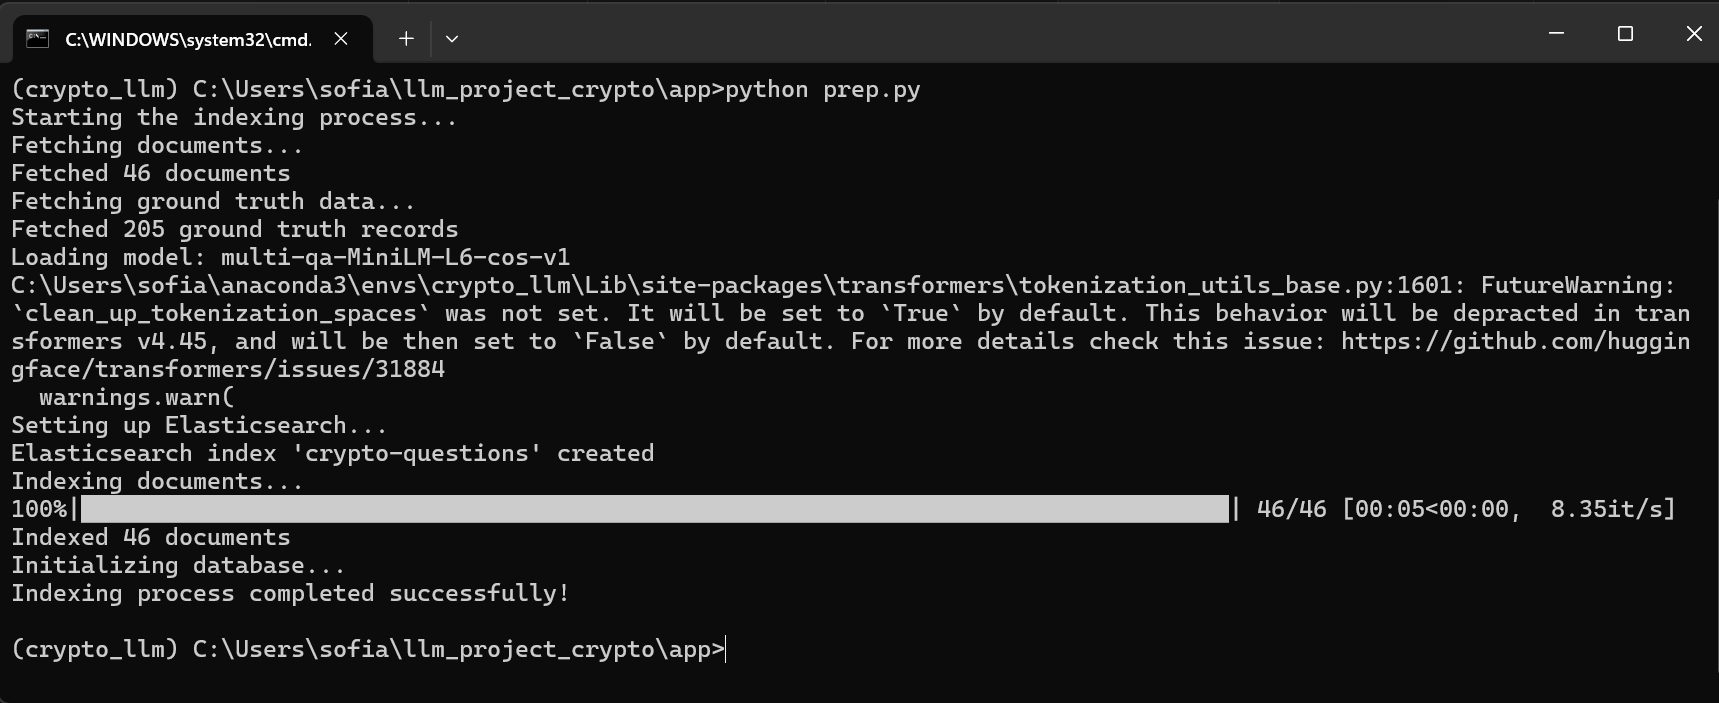 C:\WINDOWS\system32\cmd.
(crypto_llm) C:\Users\sofia\llm_project_crypto\app>python prep.py
Starting the indexing process...
Fetching documents...
Fetched 46 documents
Fetching ground truth data...
Fetched 205 ground truth records
Loading model: multi-qa-MiniLM-L6-cos-v1
C:\Users\sofia\anaconda3\envs\crypto_llm\Lib\site-packages\transformers\tokenization_utils_base.py:1601: FutureWarning:
`clean_up_tokenization_spaces` was not set. It will be set to `True` by default. This behavior will be depracted in tran
sformers v4.45, and will be then set to `False` by default. For more details check this issue: https://github.com/huggin
gface/transformers/issues/31884
  warnings.warn(
Setting up Elasticsearch...
Elasticsearch index 'crypto-questions' created
Indexing documents...
100%|██████████| 46/46 [00:05<00:00,  8.35it/s]
Indexed 46 documents
Initializing database...
Indexing process completed successfully!
(crypto_llm) C:\Users\sofia\llm_project_crypto\app>